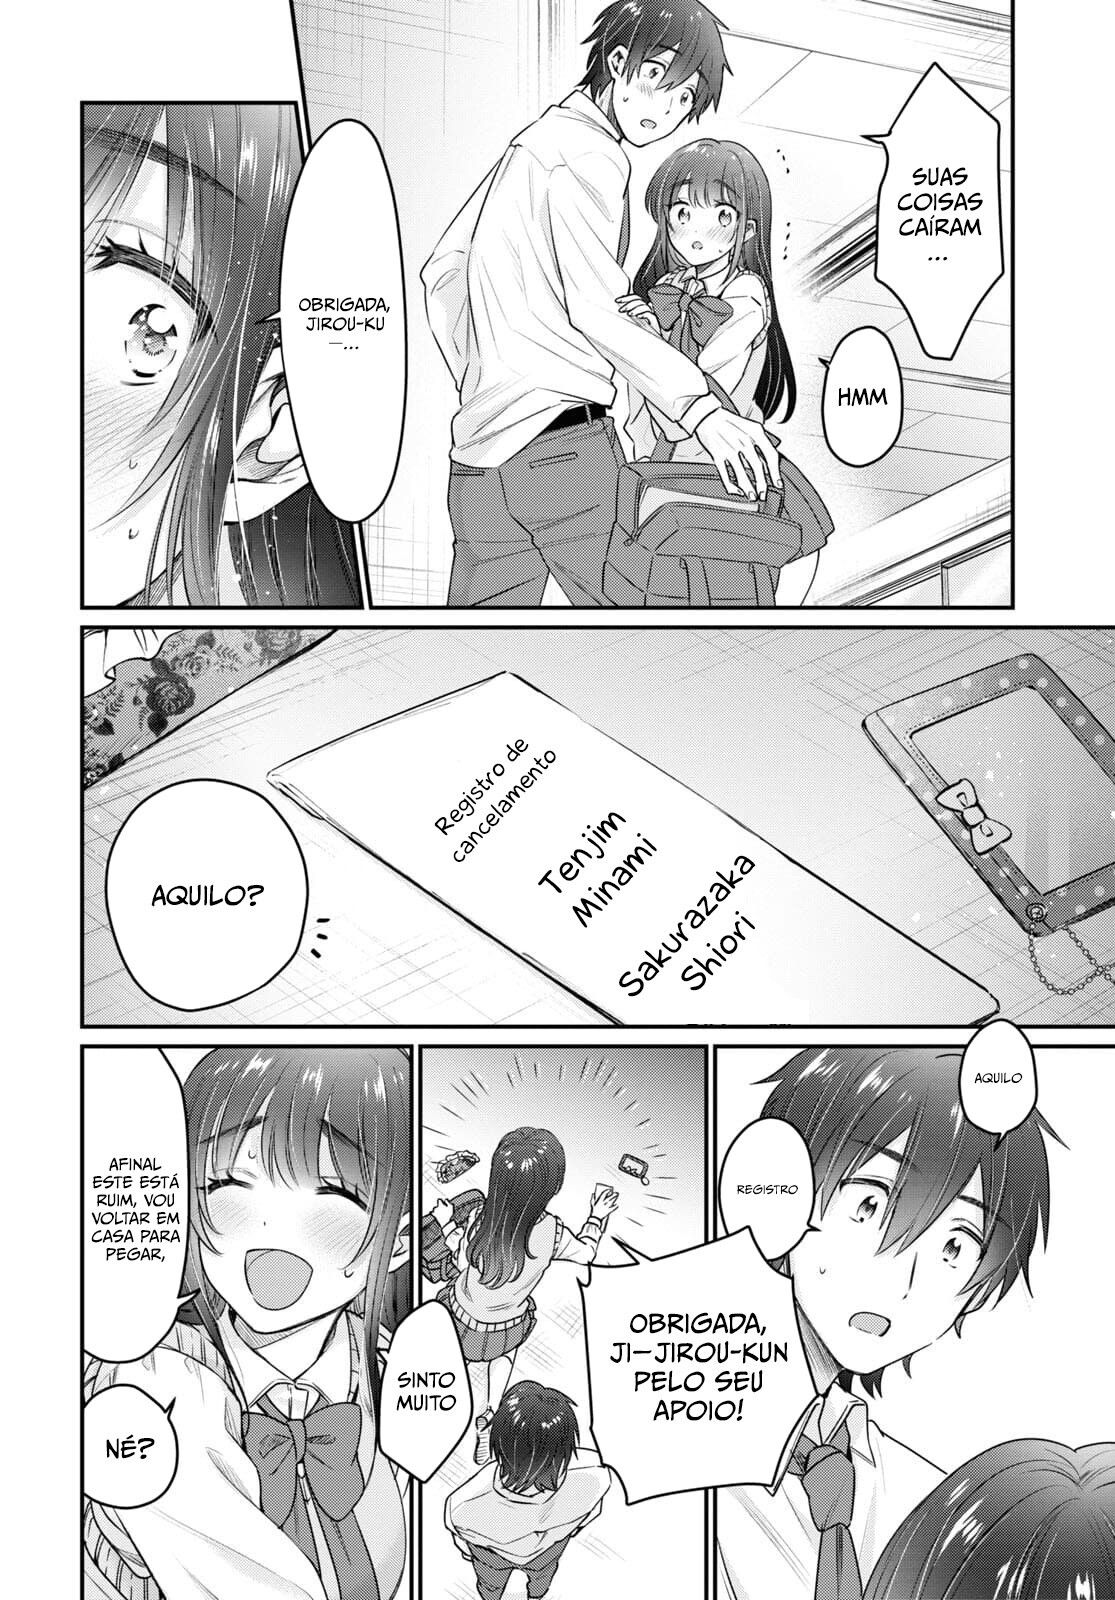 SUAS
COISAS
CAÍRAM
...
HMM
OBRIGADA,
JIROU-KU
—...
Registro de
cancelamento
Tenjim
Minami
Sakurazaka
Shiori
AQUILO?
AQUILO
REGISTRO
OBRIGADA,
JI—JIROU-KUN
PELO SEU
APOIO!
SINTO
MUITO
AFINAL
ESTE ESTÁ
RUIM, VOU
VOLTAR EM
CASA PARA
PEGAR,
NÉ?